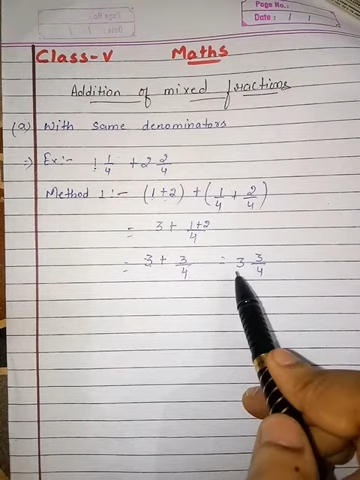 Page No.:
Date: / /
Class-V Maths
Addition of mixed fractions
(a) With same denominators
⇒ Ex:- 1 1/4 + 2 2/4
Method 1:- (1+2) + (1/4 + 2/4)
= 3 + 1+2/4
= 3 + 3/4 = 3 3/4